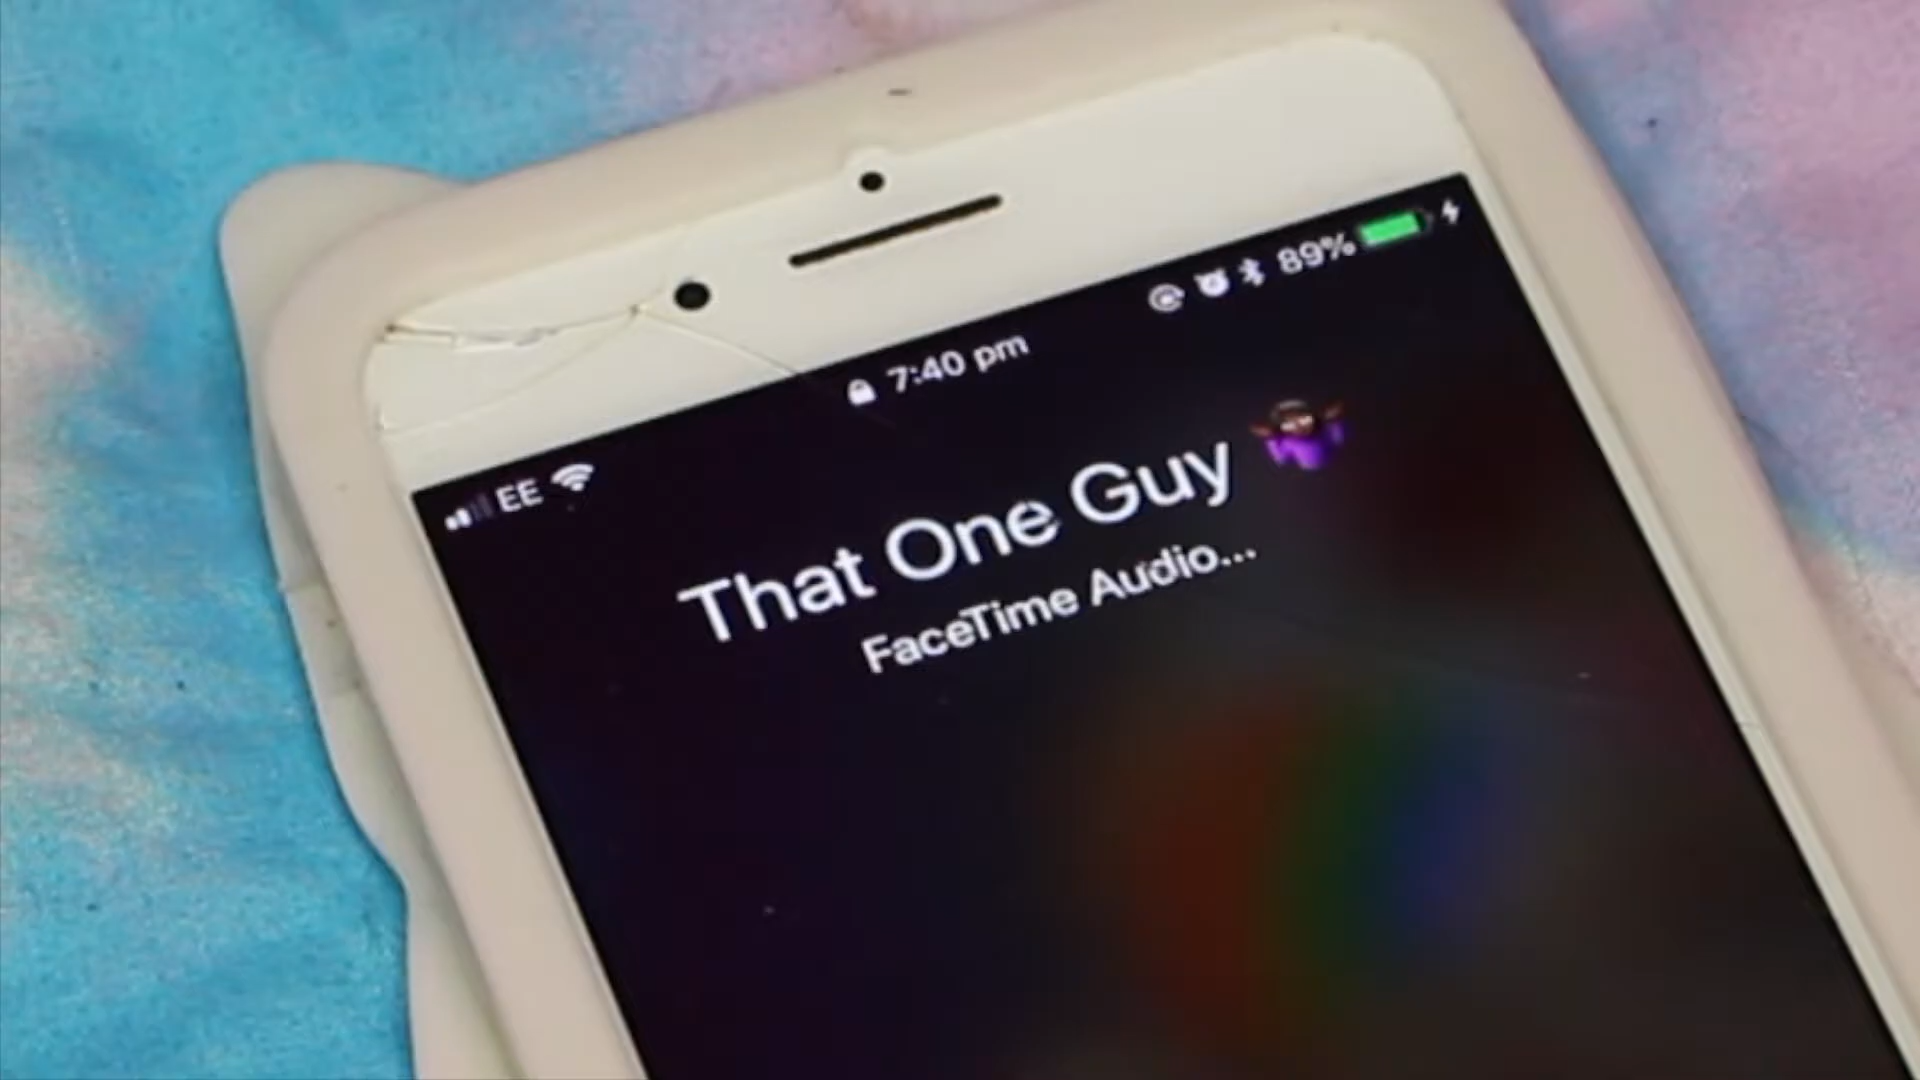 7:40 pm
89%
EE
That One Guy 🤷🏿‍♀️
FaceTime Audio...